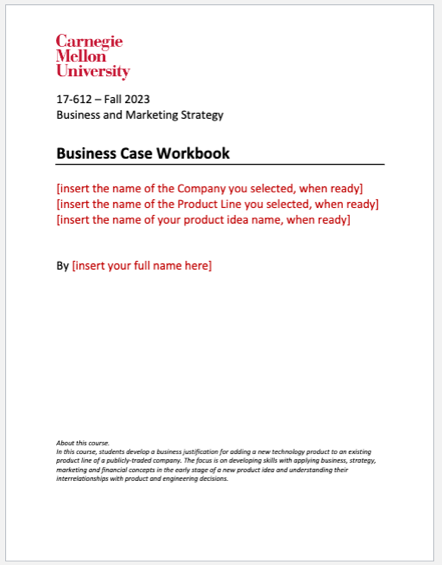 Carnegie
Mellon
University
17-612 – Fall 2023
Business and Marketing Strategy
Business Case Workbook
[insert the name of the Company you selected, when ready]
[insert the name of the Product Line you selected, when ready]
[insert the name of your product idea name, when ready]
By [insert your full name here]
About this course.
In this course, students develop a business justification for adding a new technology product to an existing
product line of a publicly-traded company. The focus is on developing skills with applying business, strategy,
marketing and financial concepts in the early stage of a new product idea and understanding their
interrelationships with product and engineering decisions.